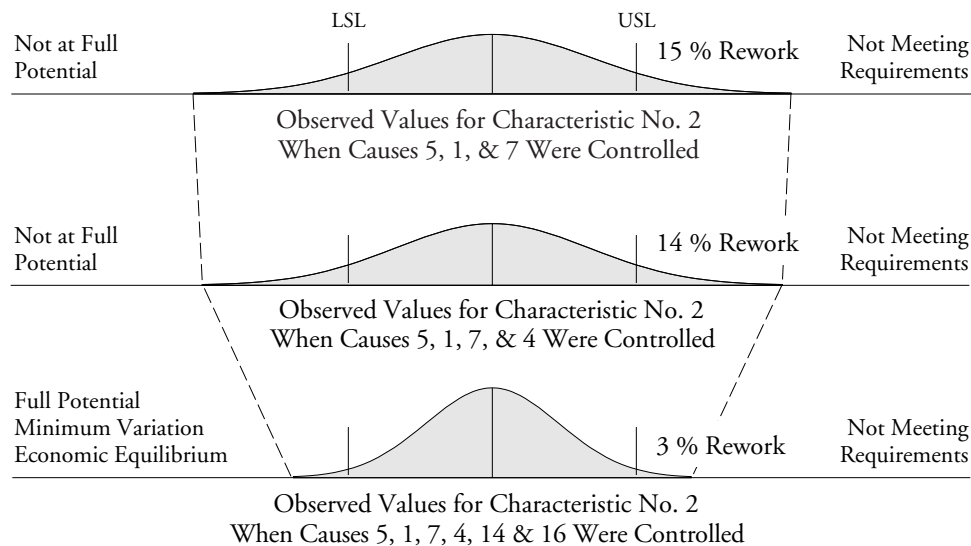 LSL
USL
Not at Full
Potential
15 % Rework
Not Meeting
Requirements
Observed Values for Characteristic No. 2
When Causes 5, 1, & 7 Were Controlled
Not at Full
Potential
14 % Rework
Not Meeting
Requirements
Observed Values for Characteristic No. 2
When Causes 5, 1, 7, & 4 Were Controlled
Full Potential
Minimum Variation
Economic Equilibrium
3 % Rework
Not Meeting
Requirements
Observed Values for Characteristic No. 2
When Causes 5, 1, 7, 4, 14 & 16 Were Controlled